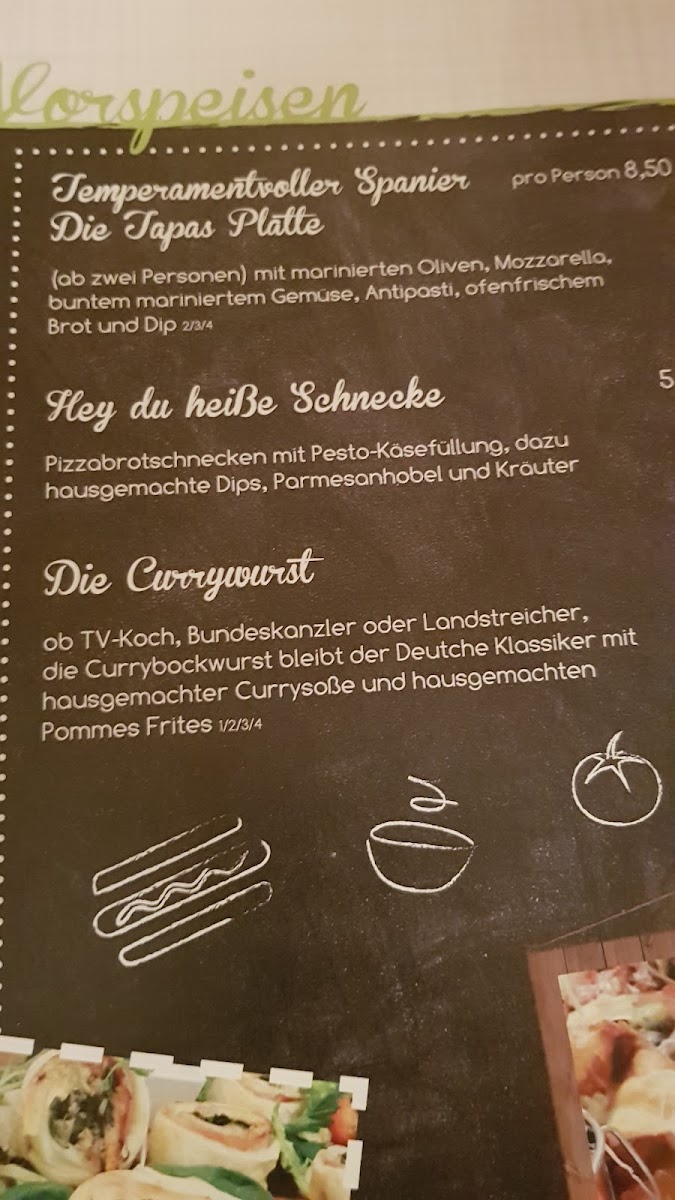 Vorspeisen
Temperamentvoller Spanier pro Person 8,50
Die Tapas Platte
(ab zwei Personen) mit marinierten Oliven, Mozzarella,
buntem mariniertem Gemüse, Antipasti, ofenfrischem
Brot und Dip 2/3/4
Hey du heiße Schnecke 5
Pizzabrotschnecken mit Pesto-Käsefüllung, dazu
hausgemachte Dips, Parmesanhobel und Kräuter
Die Currywurst
ob TV-Koch, Bundeskanzler oder Landstreicher,
die Currybockwurst bleibt der Deutche Klassiker mit
hausgemachter Currysoße und hausgemachten
Pommes Frites 1/2/3/4